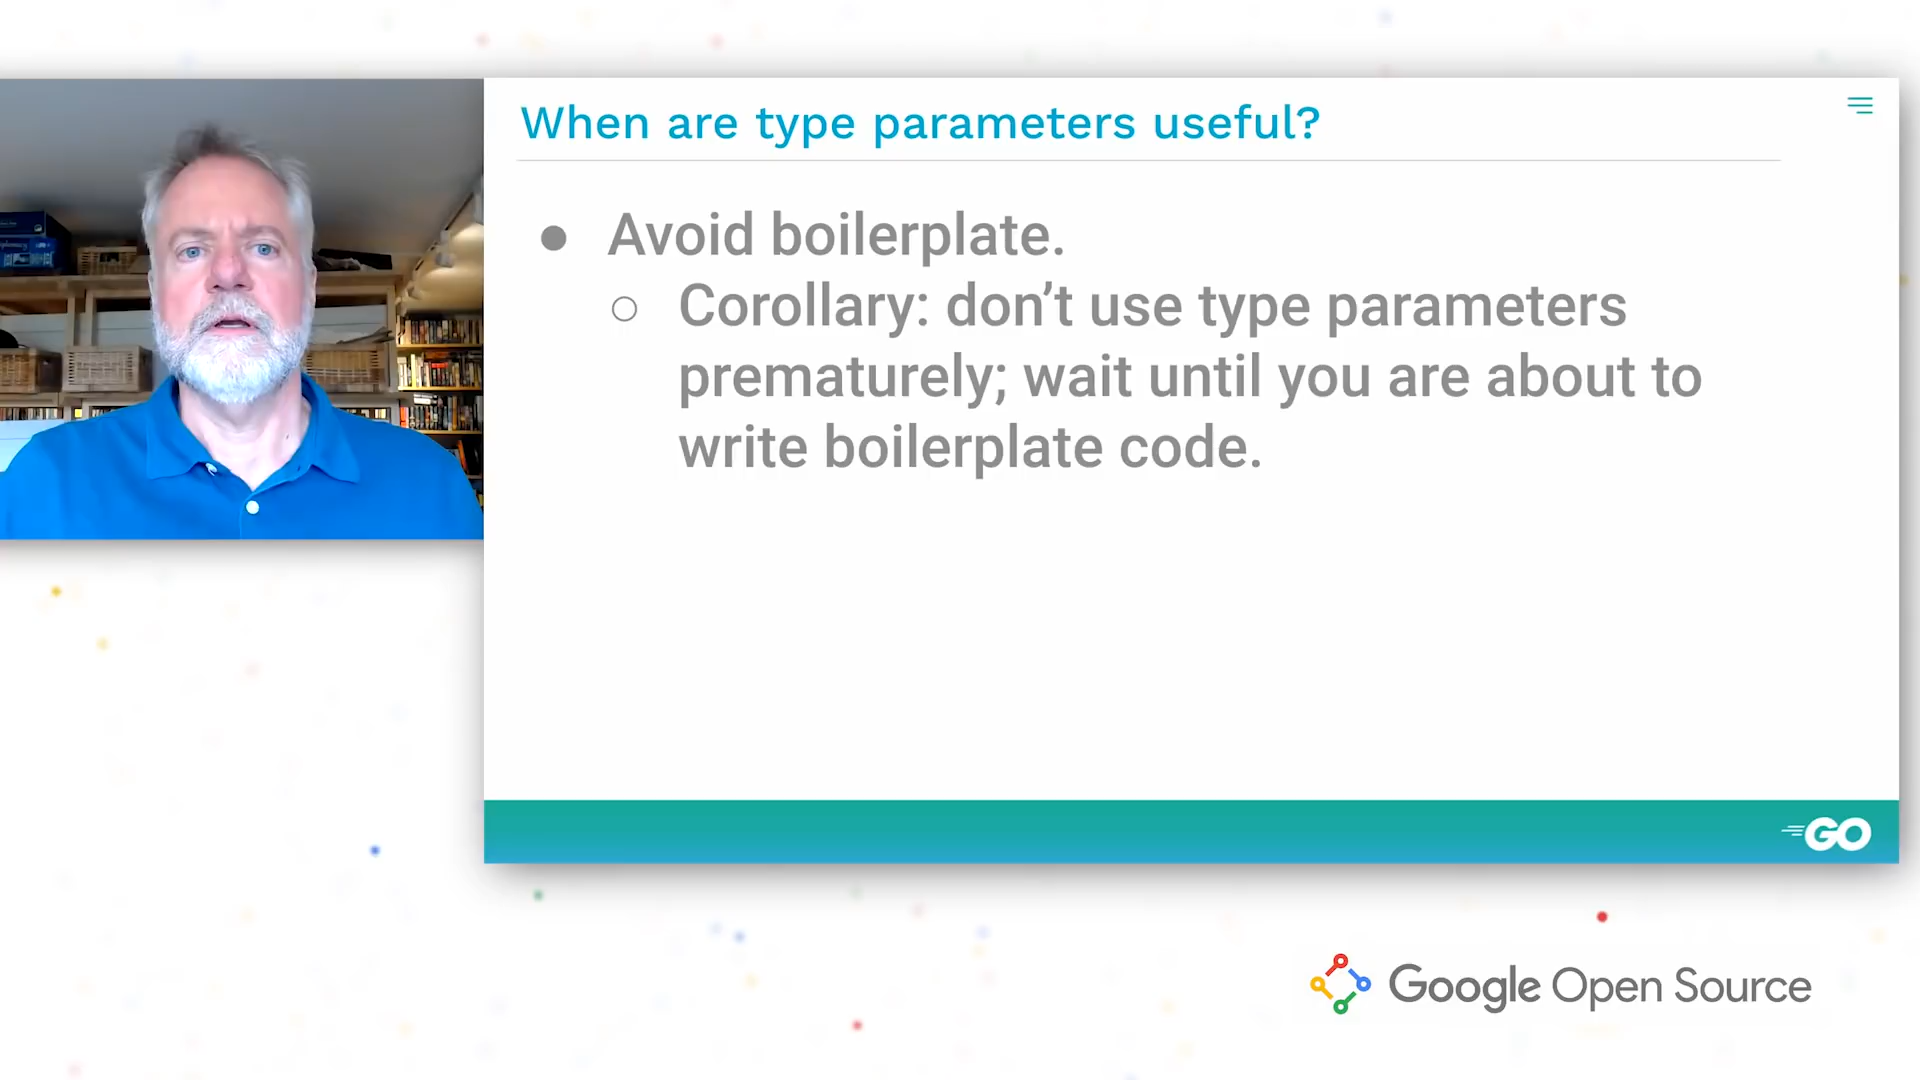 When are type parameters useful?
● Avoid boilerplate.
○ Corollary: don’t use type parameters
prematurely; wait until you are about to
write boilerplate code.
GO
Google Open Source